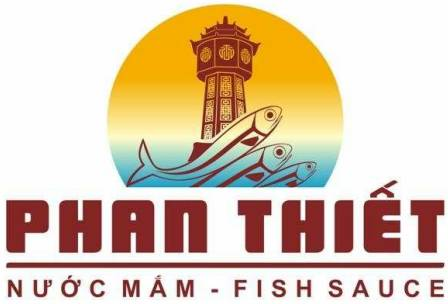 PHAN THIẾT
NƯỚC MẮM - FISH SAUCE